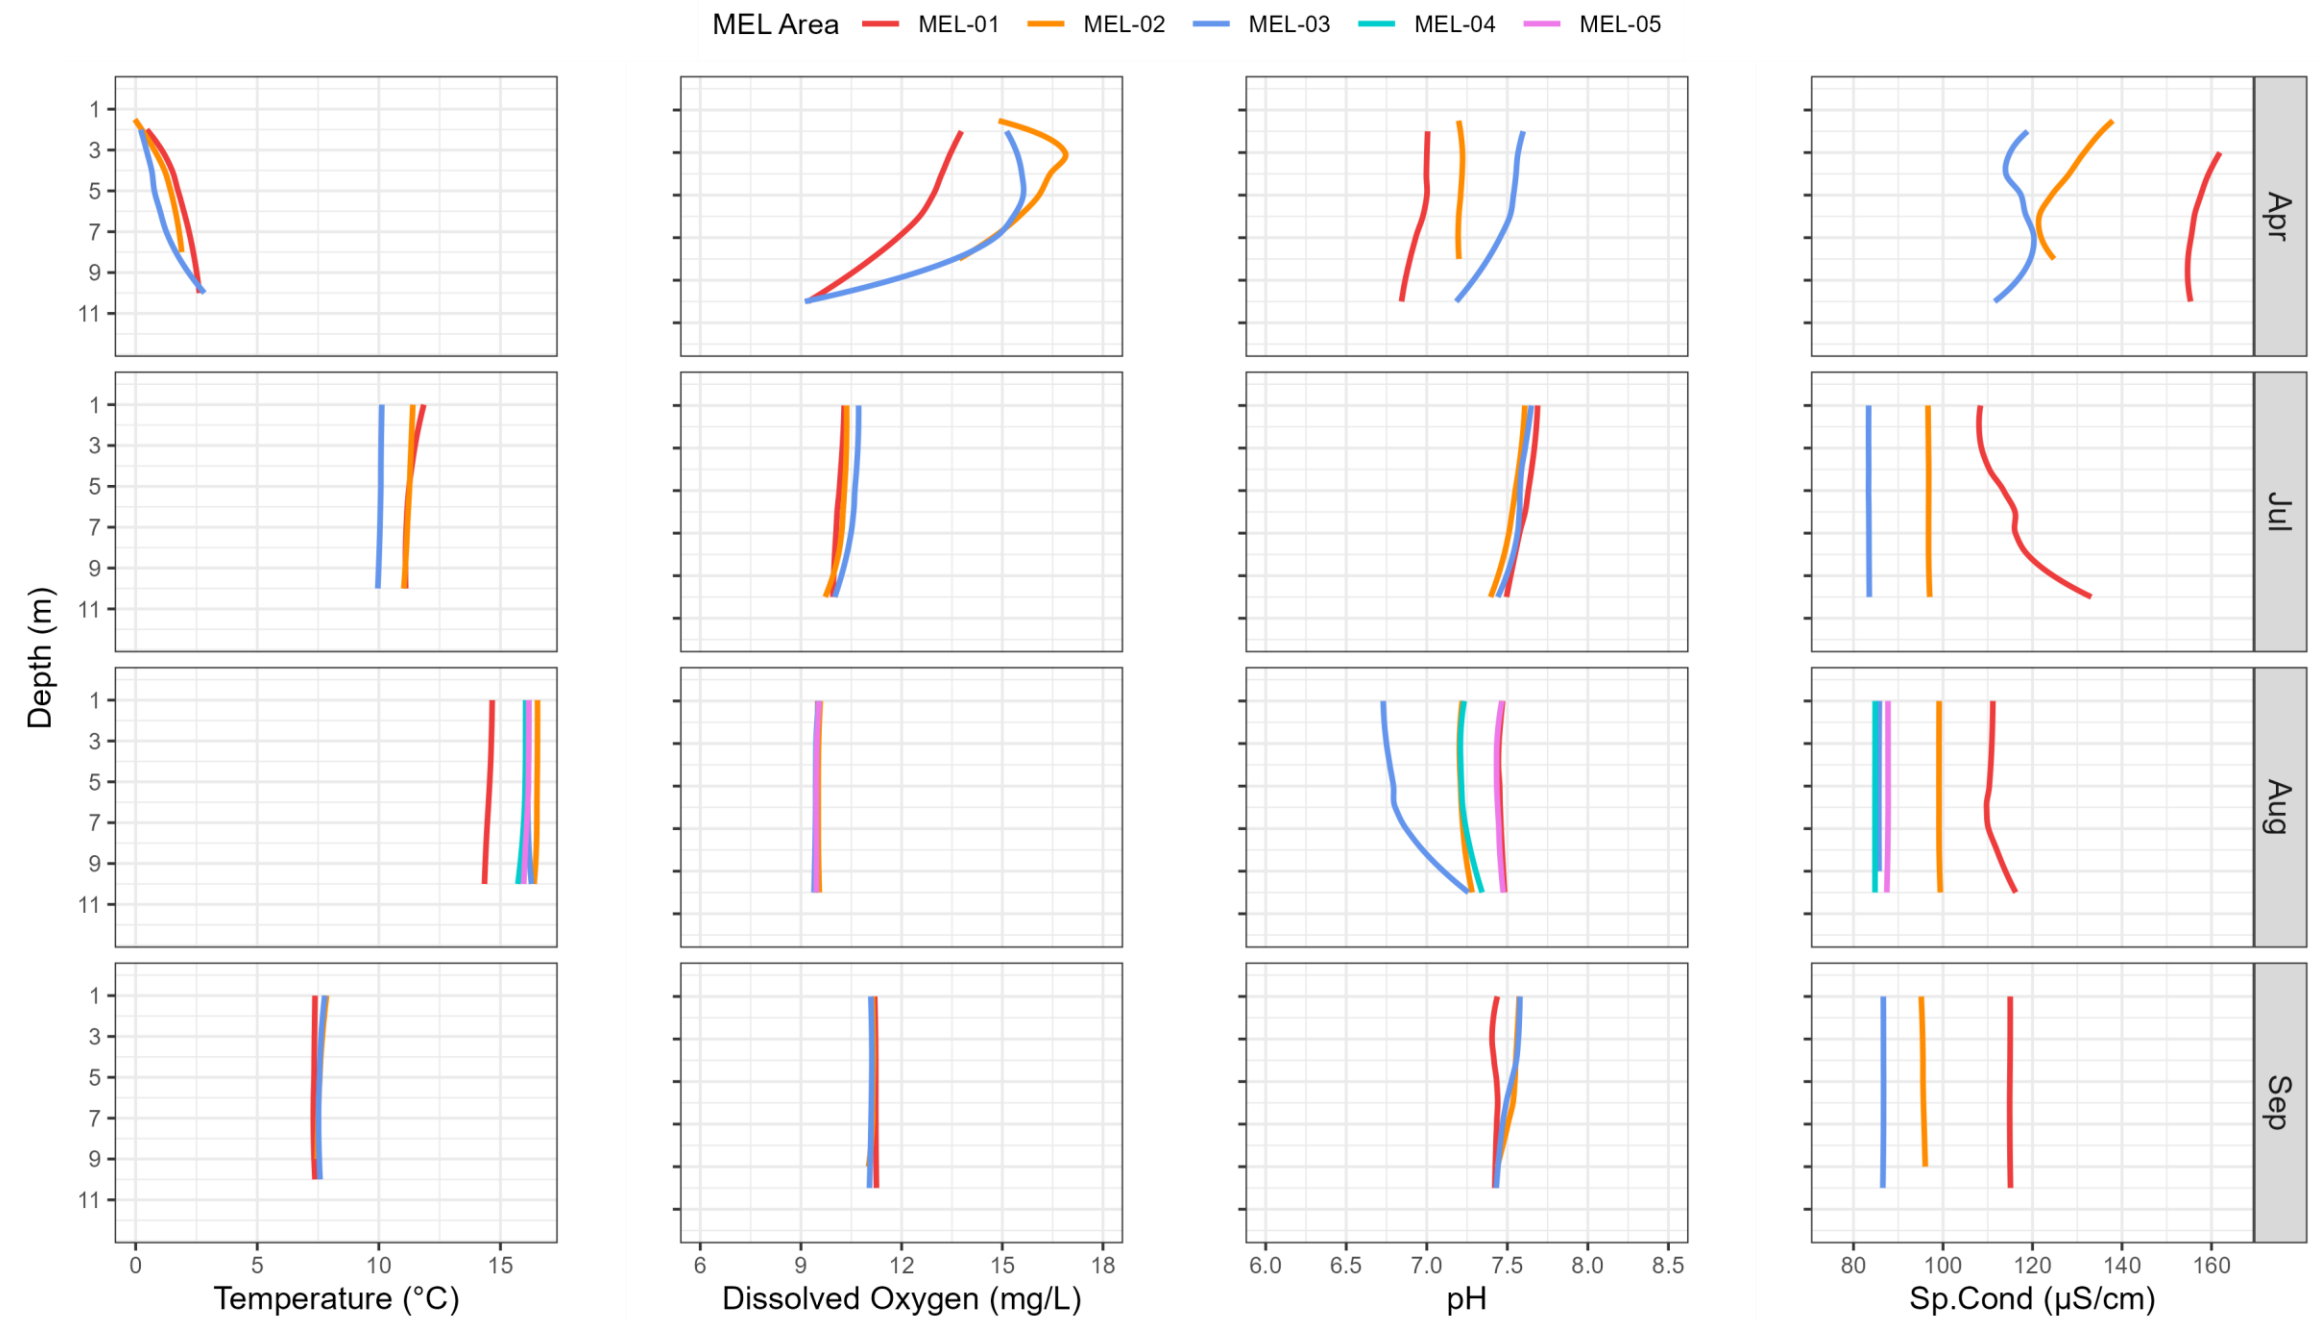 MEL Area MEL-01 MEL-02 MEL-03 MEL-04 MEL-05
Depth (m)
1
3
5
7
9
11
Apr
1
3
5
7
9
11
Jul
1
3
5
7
9
11
Aug
1
3
5
7
9
11
Sep
0 5 10 15
6 9 12 15 18
6.0 6.5 7.0 7.5 8.0 8.5
80 100 120 140 160
Temperature (°C)
Dissolved Oxygen (mg/L)
pH
Sp.Cond (µS/cm)